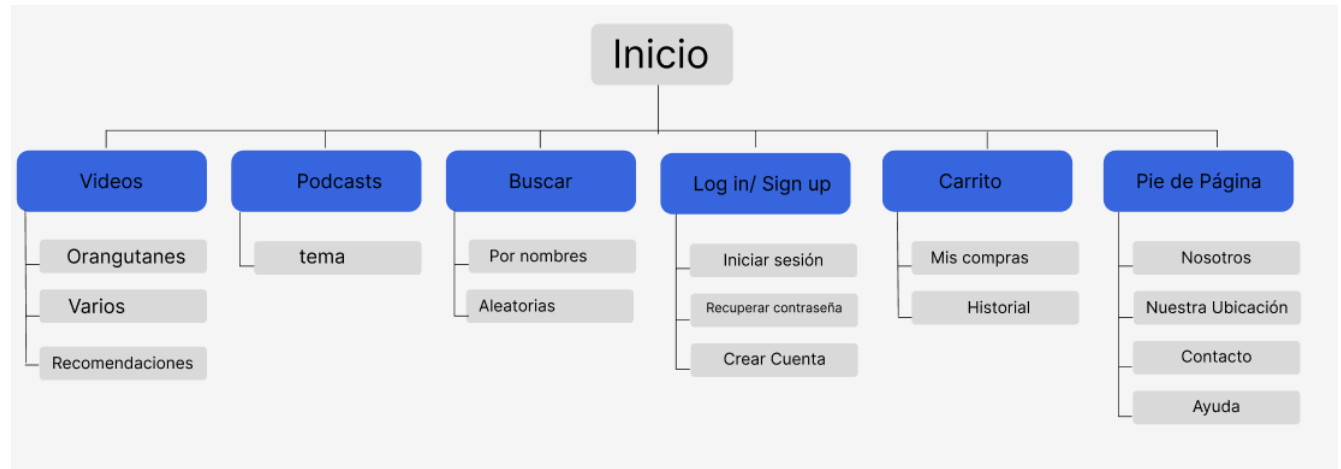 Inicio
Videos
Podcasts
Buscar
Log in/ Sign up
Carrito
Pie de Página
Orangutanes
Varios
Recomendaciones
tema
Por nombres
Aleatorias
Iniciar sesión
Recuperar contraseña
Crear Cuenta
Mis compras
Historial
Nosotros
Nuestra Ubicación
Contacto
Ayuda